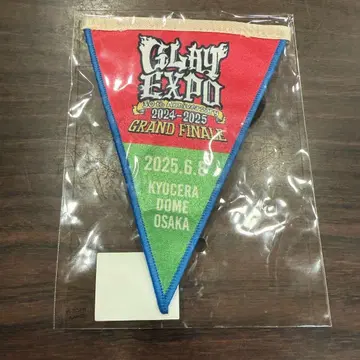 GLAY
EXPO
2024-2025
GRAND FINALE
2025.6.8
KYOCERA
DOME
OSAKA